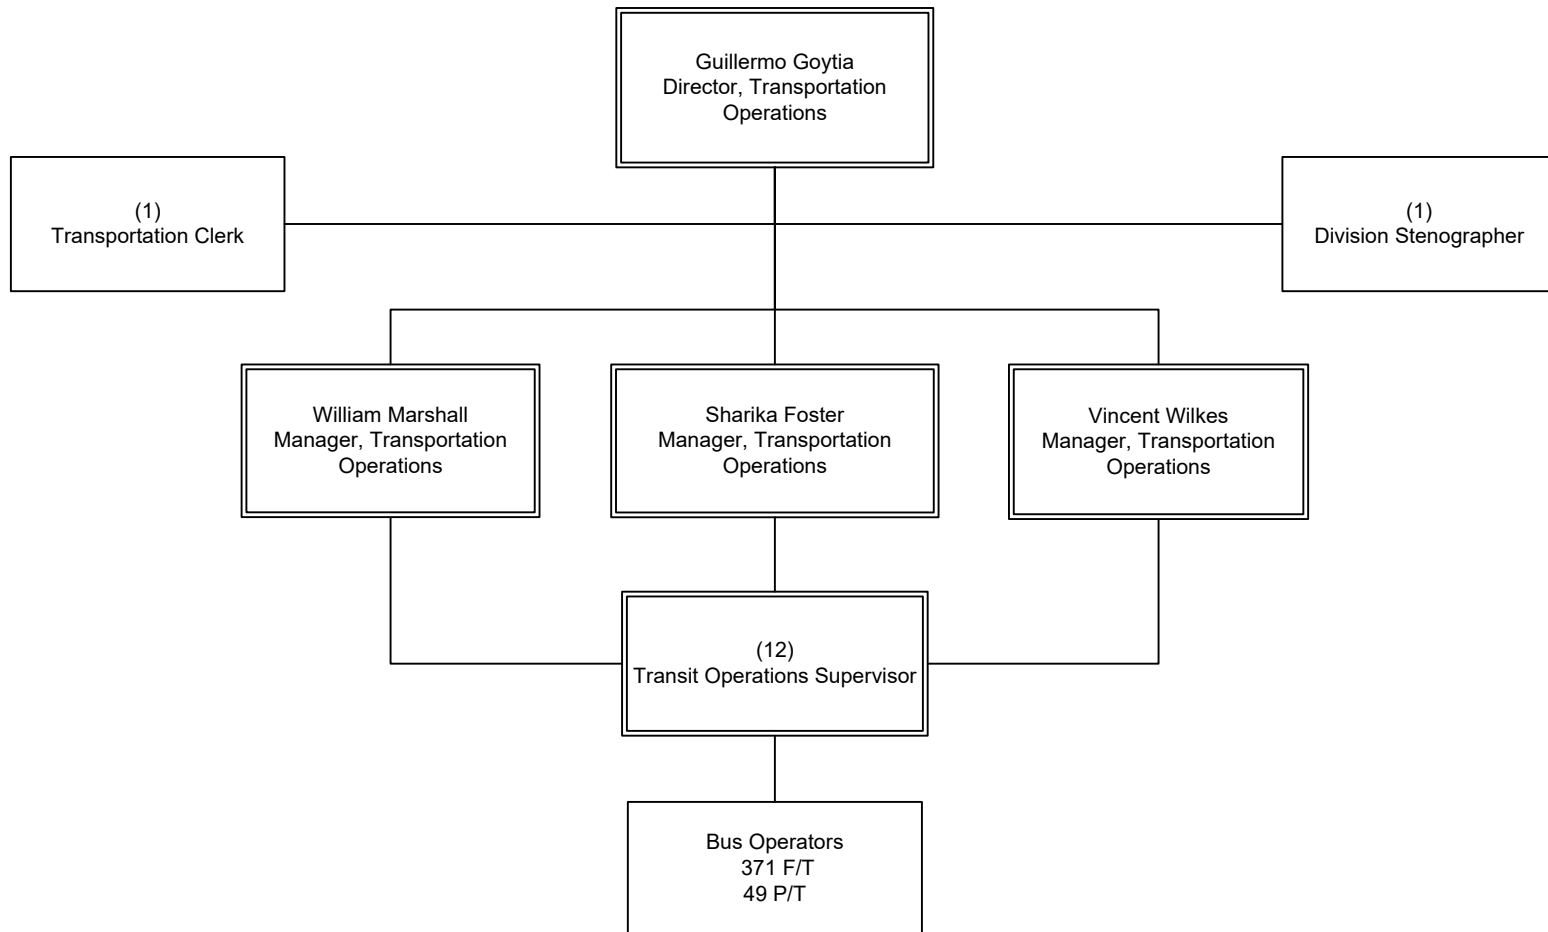 Guillermo Goytia
Director, Transportation
Operations
(1)
Transportation Clerk
(1)
Division Stenographer
William Marshall
Manager, Transportation
Operations
Sharika Foster
Manager, Transportation
Operations
Vincent Wilkes
Manager, Transportation
Operations
(12)
Transit Operations Supervisor
Bus Operators
371 F/T
49 P/T